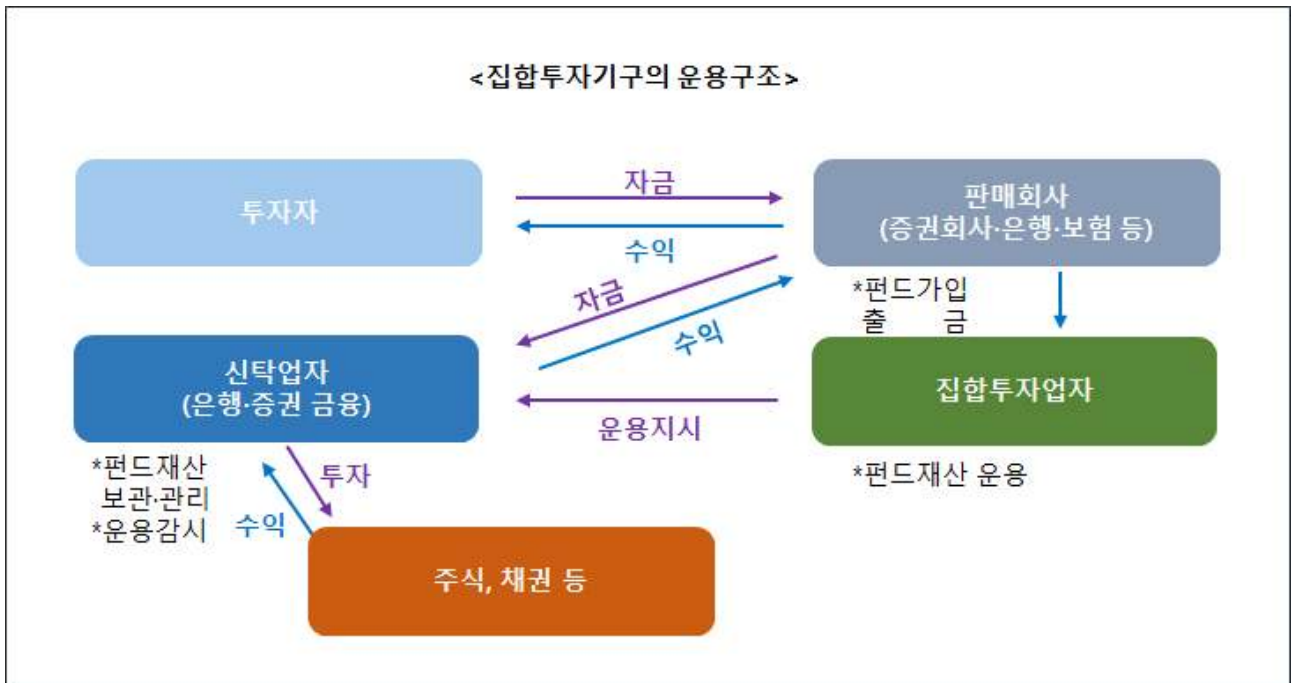 <집합투자기구의 운용구조>
투자자
자금
수익
판매회사
(증권회사·은행·보험 등)
자금
수익
*펀드가입
출 금
신탁업자
(은행·증권 금융)
운용지시
집합투자업자
*펀드재산
보관·관리
*운용감시
투자
수익
*펀드재산 운용
주식, 채권 등